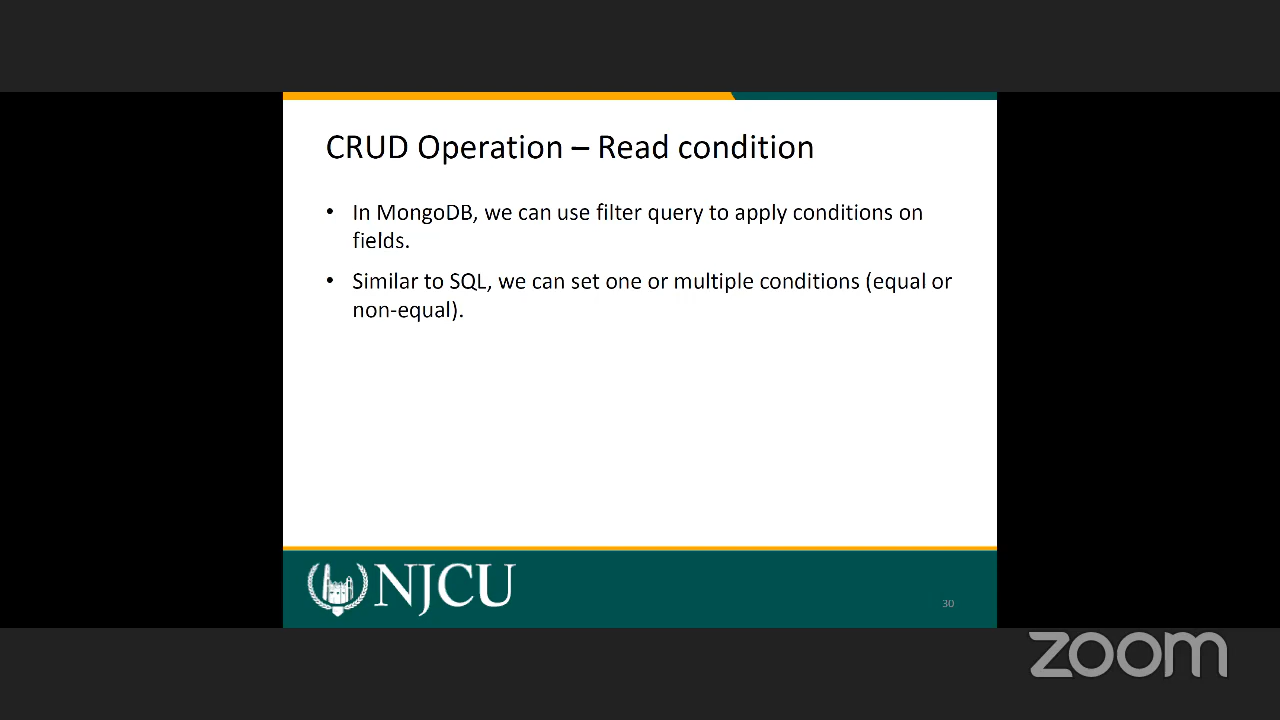 CRUD Operation – Read condition
• In MongoDB, we can use filter query to apply conditions on
fields.
• Similar to SQL, we can set one or multiple conditions (equal or
non-equal).
NJCU
30
zoom